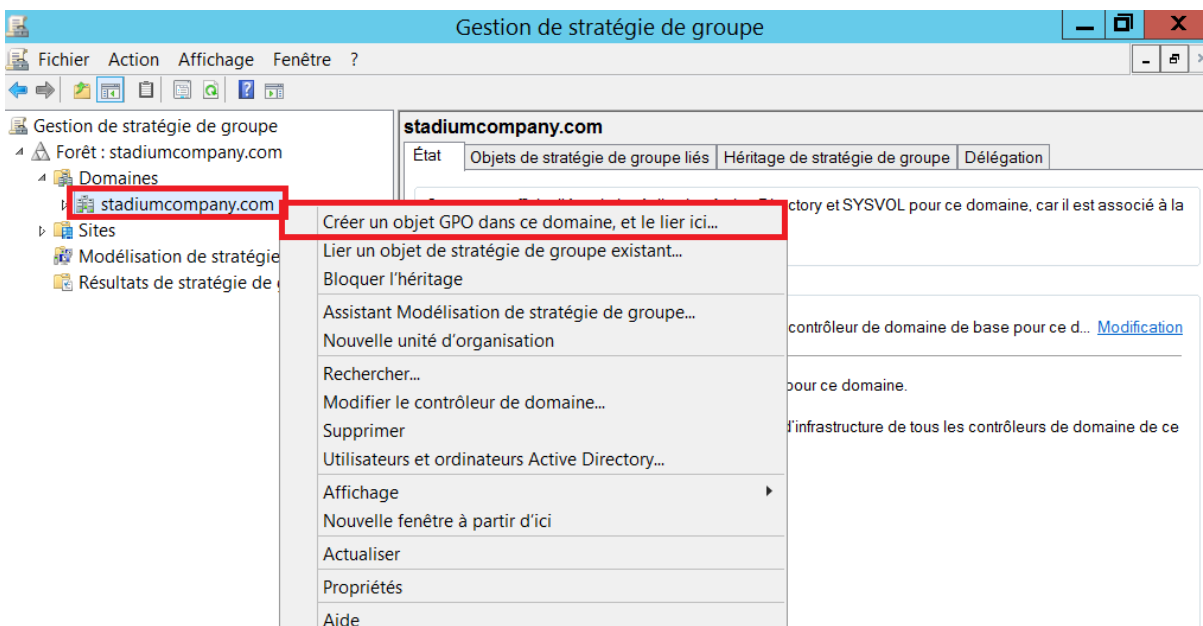 Gestion de stratégie de groupe
Fichier Action Affichage Fenêtre ?
Gestion de stratégie de groupe
Forêt : stadiumcompany.com
Domaines
stadiumcompany.com
Sites
Modélisation de stratégie
Résultats de stratégie de
stadiumcompany.com
État Objets de stratégie de groupe liés Héritage de stratégie de groupe Délégation
ctory et SYSVOL pour ce domaine, car il est associé à la
contrôleur de domaine de base pour ce d... Modification
pour ce domaine.
d'infrastructure de tous les contrôleurs de domaine de ce
Créer un objet GPO dans ce domaine, et le lier ici...
Lier un objet de stratégie de groupe existant...
Bloquer l'héritage
Assistant Modélisation de stratégie de groupe...
Nouvelle unité d'organisation
Rechercher...
Modifier le contrôleur de domaine...
Supprimer
Utilisateurs et ordinateurs Active Directory...
Affichage
Nouvelle fenêtre à partir d'ici
Actualiser
Propriétés
Aide